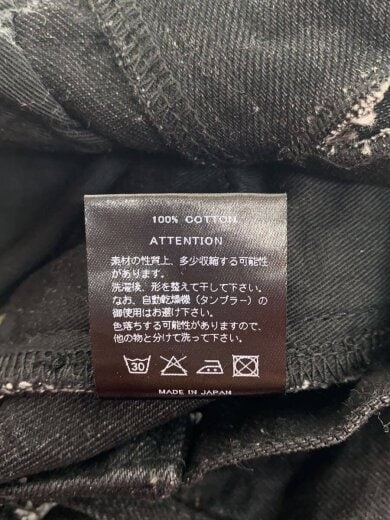 100% COTTON
ATTENTION
素材の性質上、多少収縮する可能性
があります。
洗濯後、形を整えて干して下さい。
なお、自動乾燥機（タンブラー）の
御使用はお避け下さい。
色落ちする可能性がありますので、
他の物と分けて洗って下さい。
30
MADE IN JAPAN